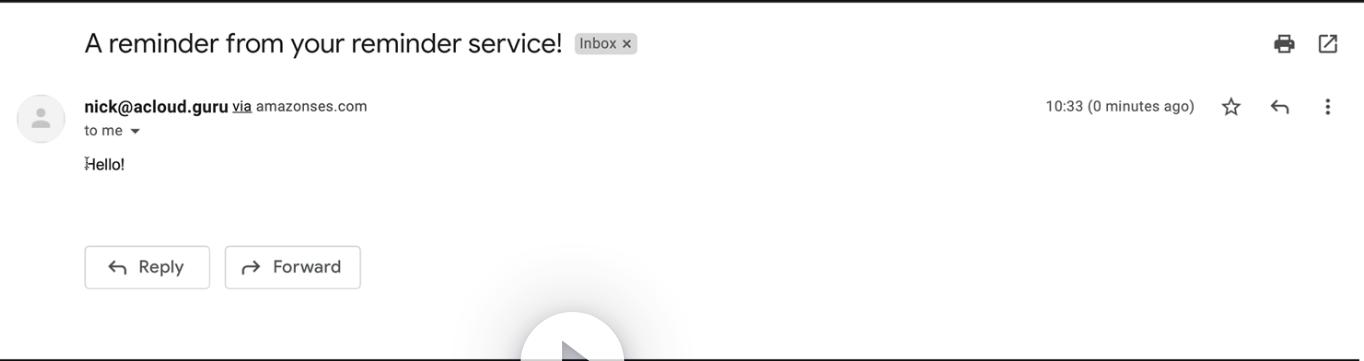 A reminder from your reminder service! Inbox ×
nick@acloud.guru via amazonses.com 10:33 (0 minutes ago)
to me
Hello!
Reply Forward